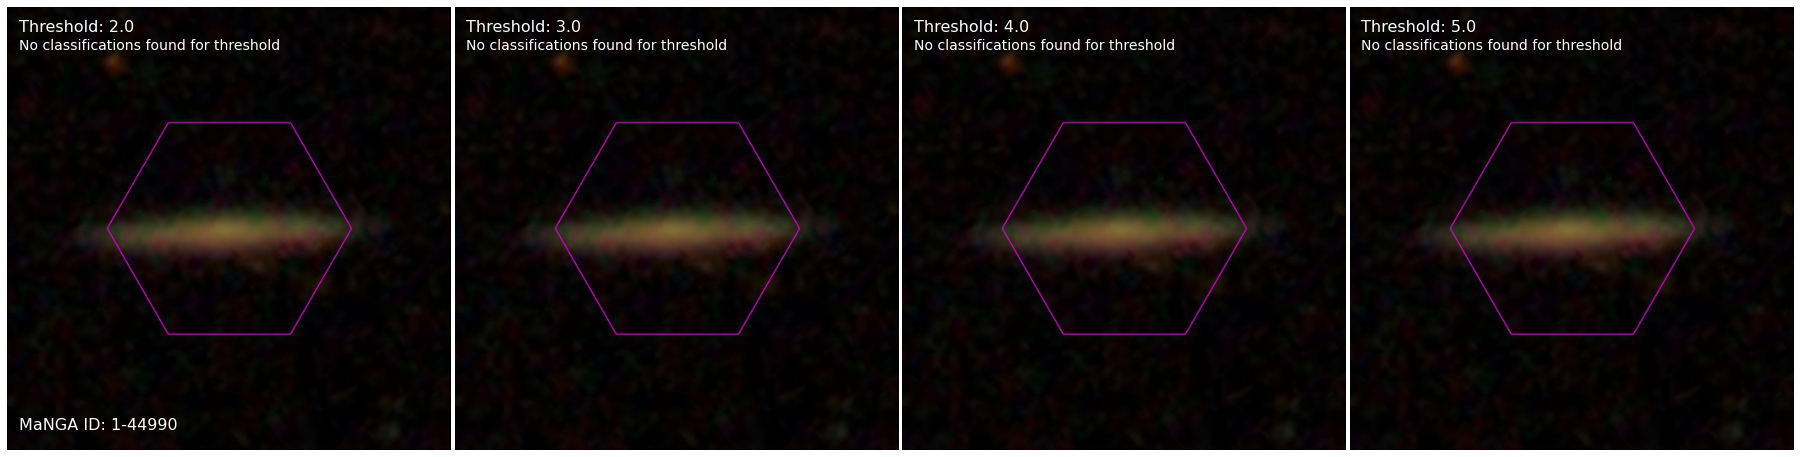 Threshold: 2.0
No classifications found for threshold
MaNGA ID: 1-44990
Threshold: 3.0
No classifications found for threshold
Threshold: 4.0
No classifications found for threshold
Threshold: 5.0
No classifications found for threshold